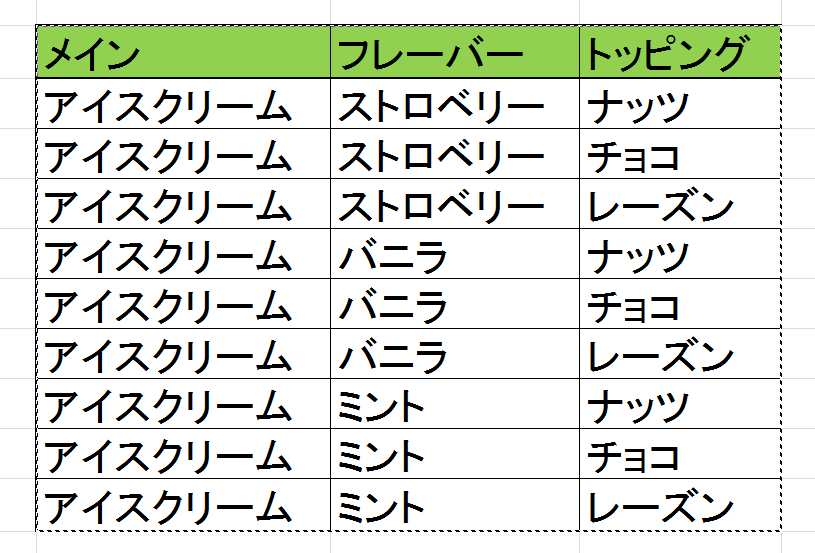 メイン フレーバー トッピング
アイスクリーム ストロベリー ナッツ
アイスクリーム ストロベリー チョコ
アイスクリーム ストロベリー レーズン
アイスクリーム バニラ ナッツ
アイスクリーム バニラ チョコ
アイスクリーム バニラ レーズン
アイスクリーム ミント ナッツ
アイスクリーム ミント チョコ
アイスクリーム ミント レーズン